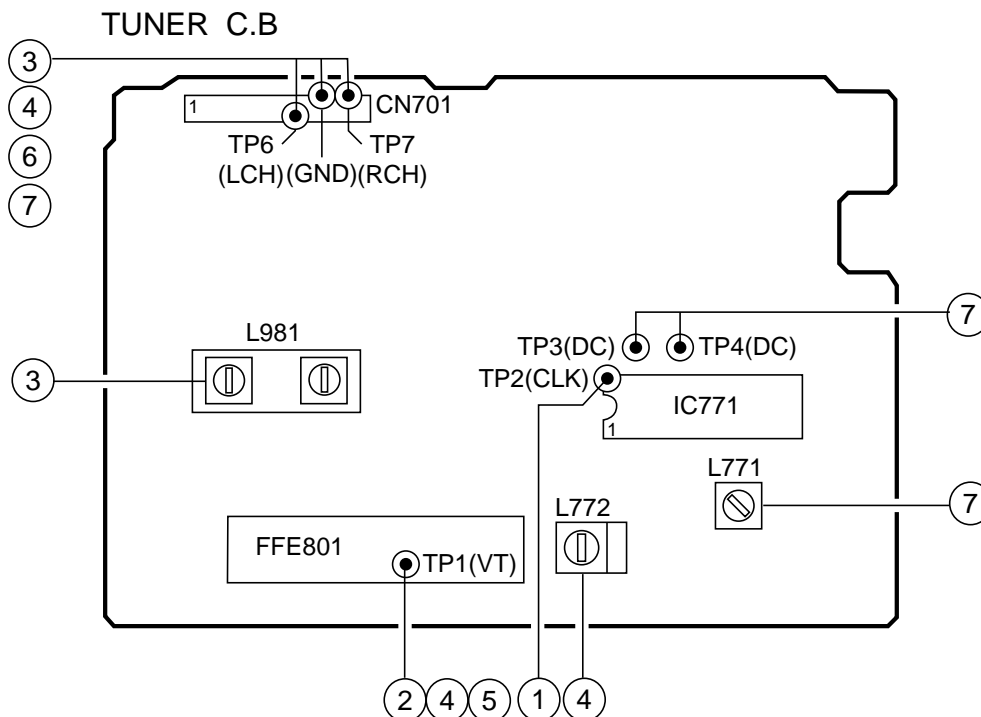 TUNER C.B
3
4
6
7
1
CN701
TP6
TP7
(LCH)(GND)(RCH)
7
L981
TP3(DC)
TP4(DC)
3
TP2(CLK)
IC771
1
L771
7
L772
FFE801
TP1(VT)
2 4 5 1 4